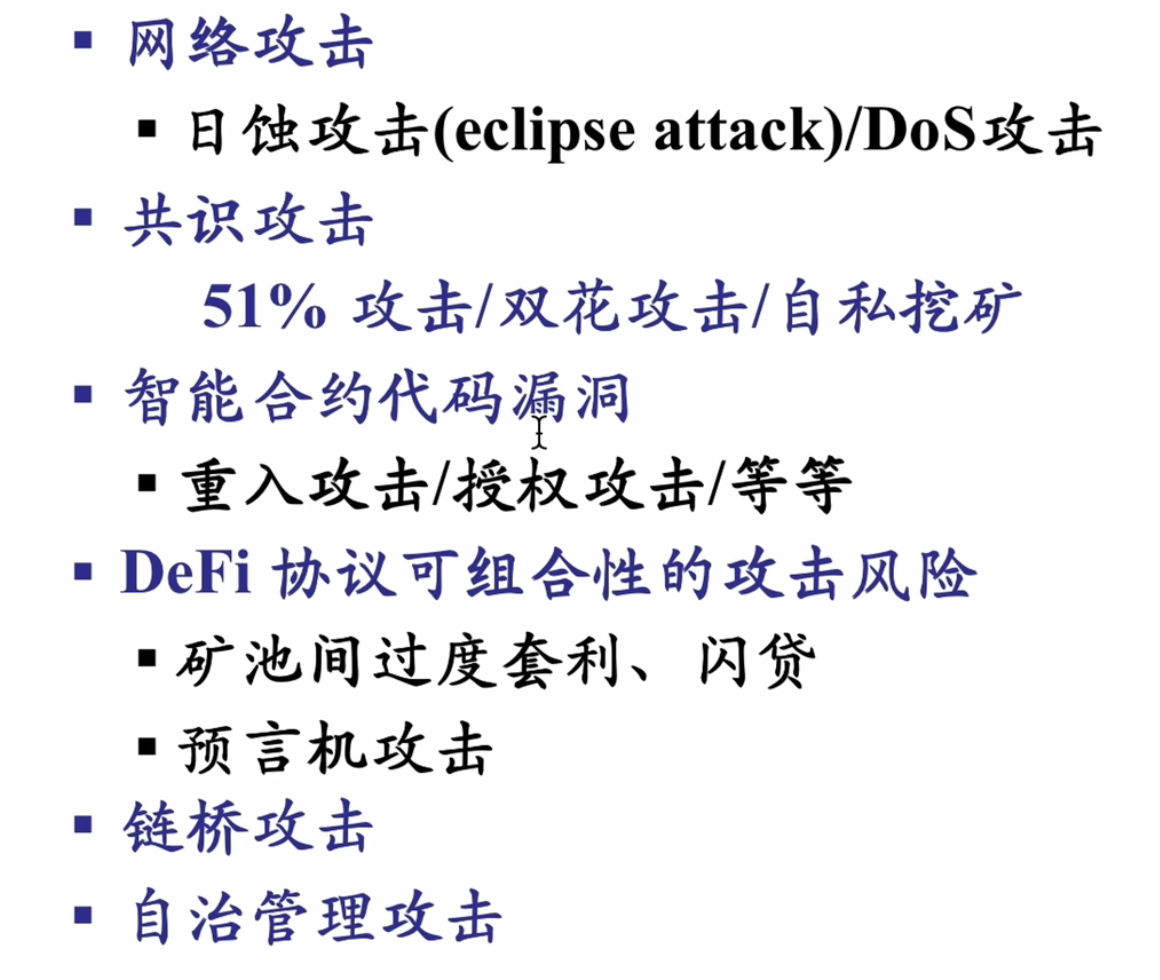 网络攻击
日蚀攻击(eclipse attack)/DoS攻击
共识攻击
51% 攻击/双花攻击/自私挖矿
智能合约代码漏洞
重入攻击/授权攻击/等等
DeFi 协议可组合性的攻击风险
矿池间过度套利、闪贷
预言机攻击
链桥攻击
自治管理攻击